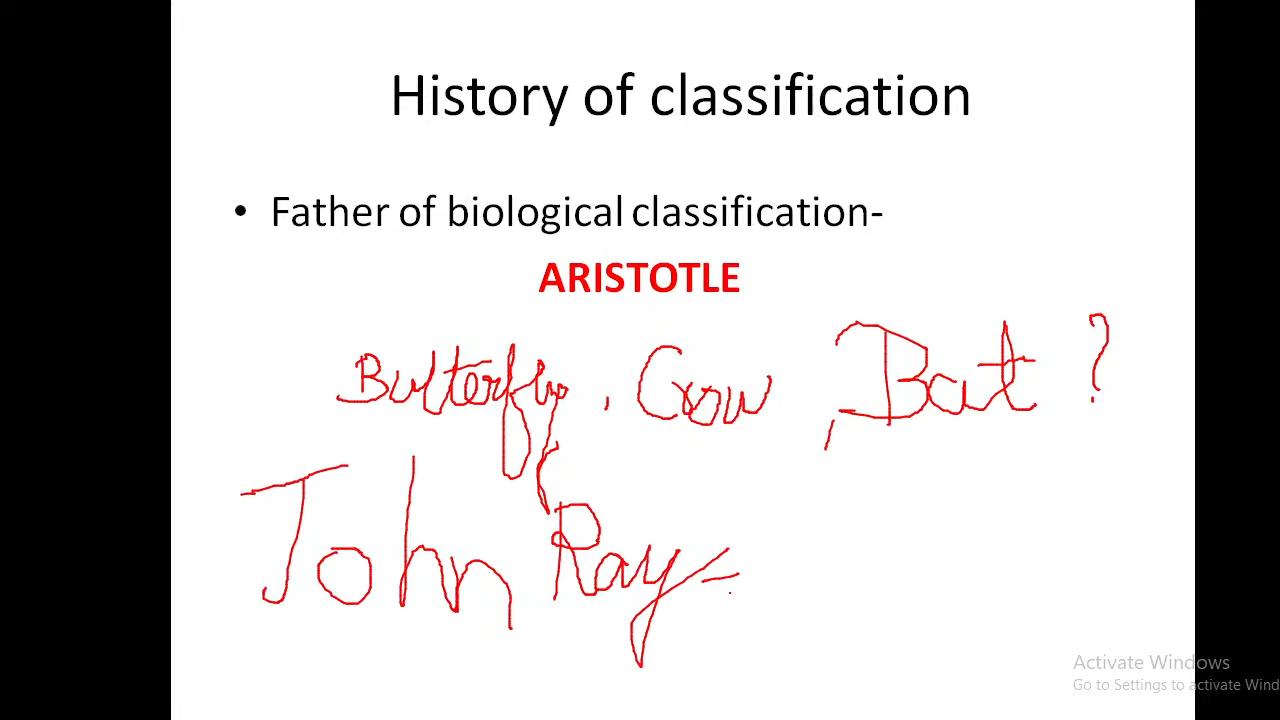 History of classification
• Father of biological classification-
ARISTOTLE
Butterfly, Crow, Bat ?
John Ray -
Activate Windows
Go to Settings to activate Wind